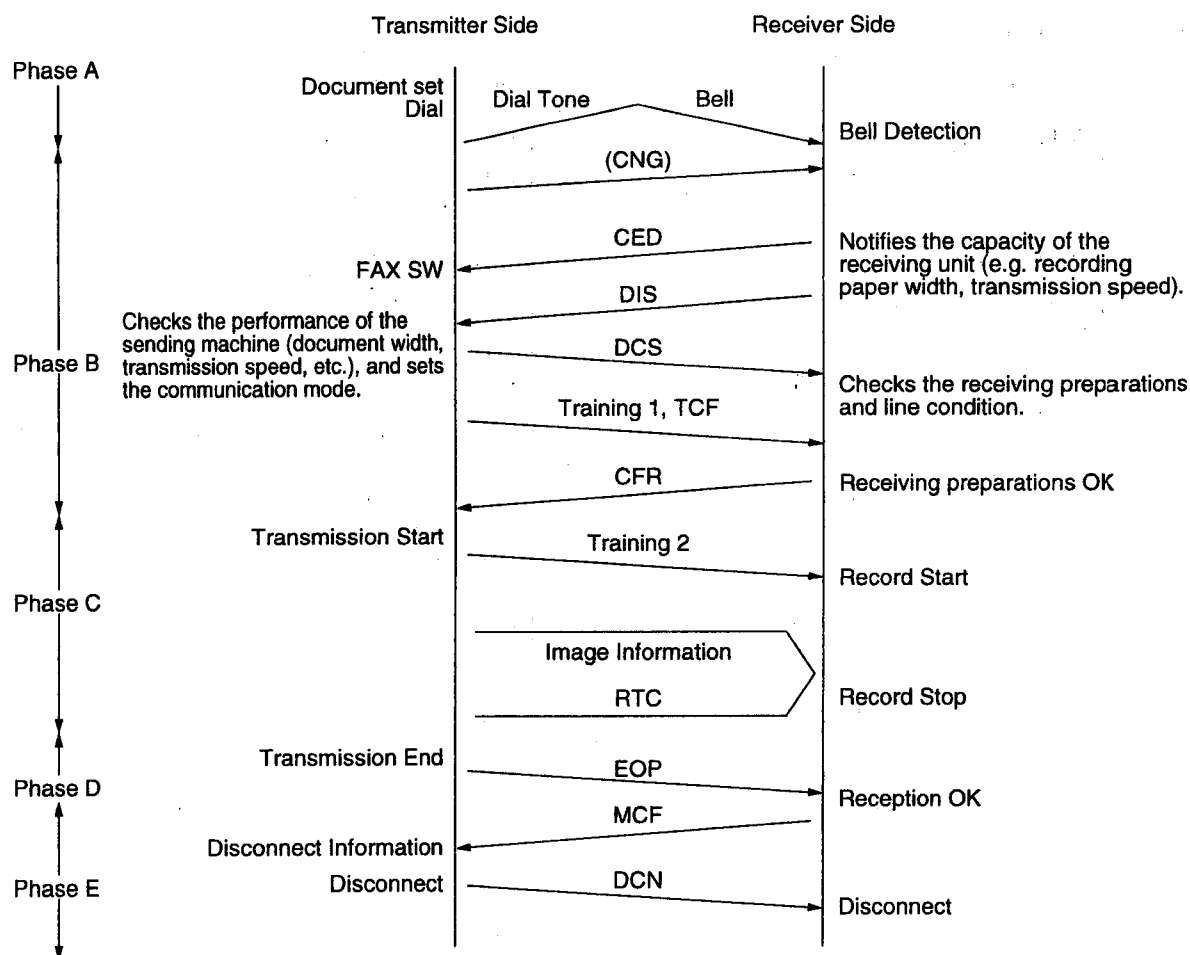 Transmitter Side
Receiver Side
Phase A
Document set
Dial
Dial Tone
Bell
Bell Detection
(CNG)
CED
Notifies the capacity of the
receiving unit (e.g. recording
paper width, transmission speed).
FAX SW
DIS
Phase B
Checks the performance of the
sending machine (document width,
transmission speed, etc.), and sets
the communication mode.
DCS
Checks the receiving preparations
and line condition.
Training 1, TCF
CFR
Receiving preparations OK
Transmission Start
Training 2
Record Start
Phase C
Image Information
RTC
Record Stop
Transmission End
EOP
Phase D
Reception OK
MCF
Disconnect Information
Phase E
Disconnect
DCN
Disconnect